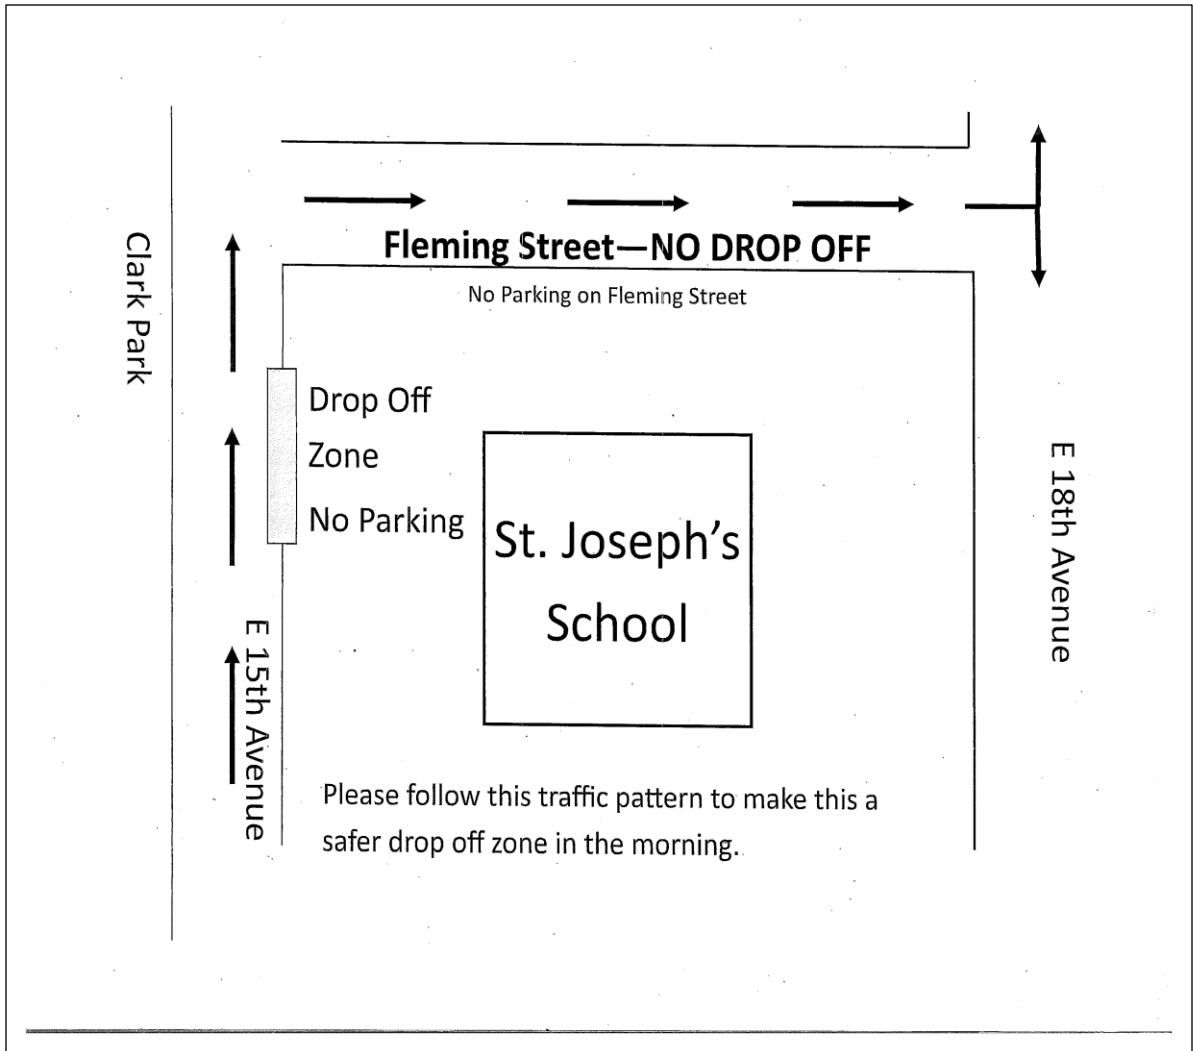 Fleming Street—NO DROP OFF
No Parking on Fleming Street
Clark Park
Drop Off
Zone
No Parking
St. Joseph's
School
E 15th Avenue
E 18th Avenue
Please follow this traffic pattern to make this a
safer drop off zone in the morning.